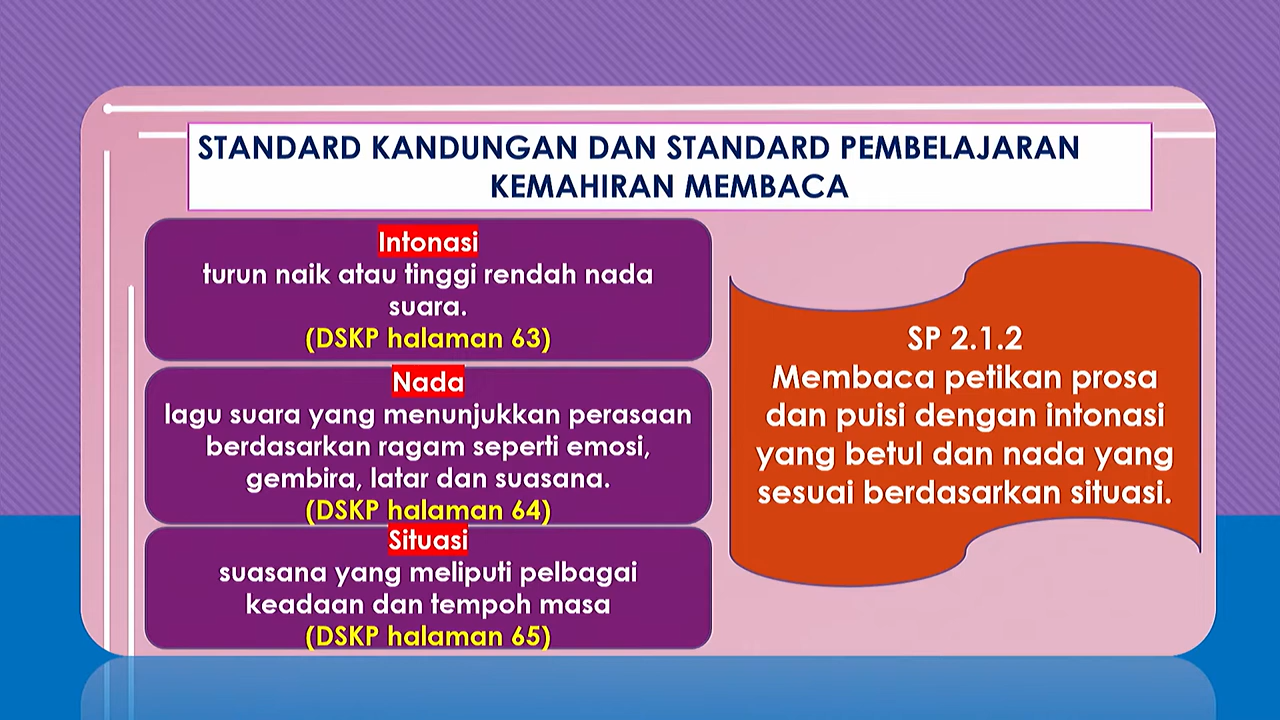 STANDARD KANDUNGAN DAN STANDARD PEMBELAJARAN
KEMAHIRAN MEMBACA
Intonasi
turun naik atau tinggi rendah nada
suara.
(DSKP halaman 63)
Nada
lagu suara yang menunjukkan perasaan
berdasarkan ragam seperti emosi,
gembira, latar dan suasana.
(DSKP halaman 64)
Situasi
suasana yang meliputi pelbagai
keadaan dan tempoh masa
(DSKP halaman 65)
SP 2.1.2
Membaca petikan prosa
dan puisi dengan intonasi
yang betul dan nada yang
sesuai berdasarkan situasi.